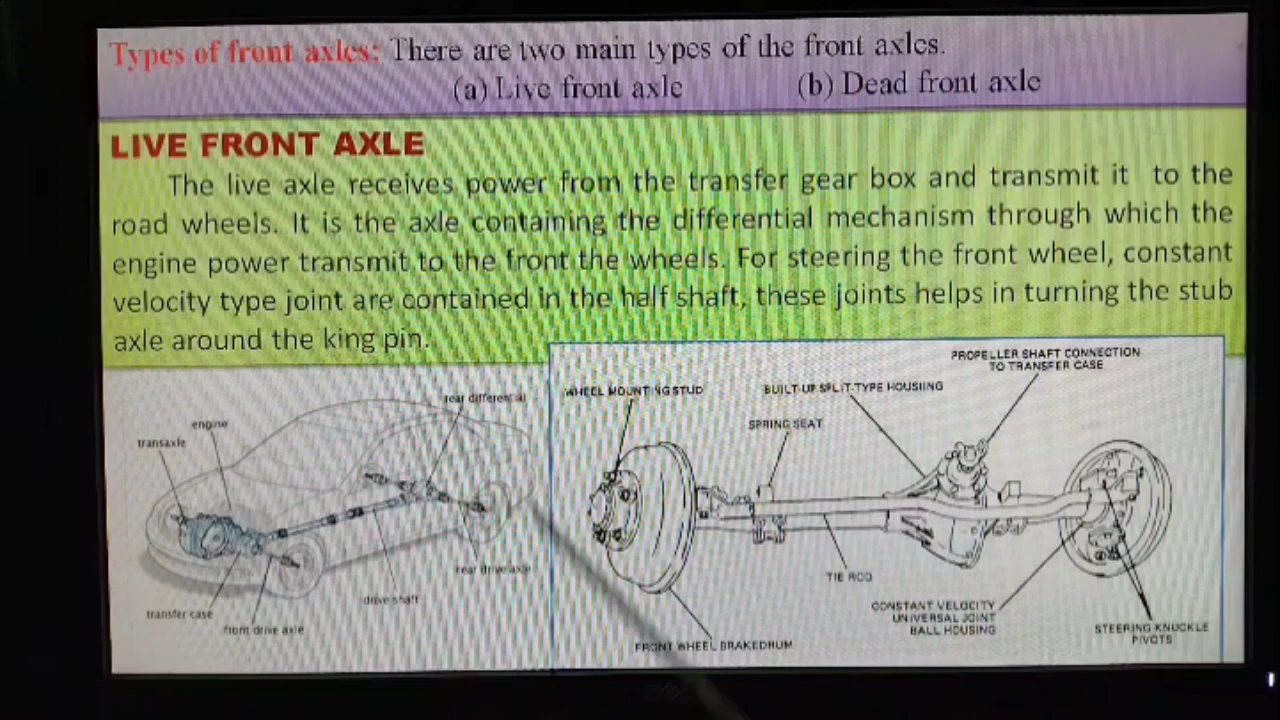 Types of front axles: There are two main types of the front axles.
(a) Live front axle (b) Dead front axle
LIVE FRONT AXLE
The live axle receives power from the transfer gear box and transmit it to the
road wheels. It is the axle containing the differential mechanism through which the
engine power transmit to the front the wheels. For steering the front wheel, constant
velocity type joint are contained in the half shaft, these joints helps in turning the stub
axle around the king pin.
rear differential
engine
transaxle
rear drive axle
drive shaft
transfer case
front drive axle
PROPELLER SHAFT CONNECTION
TO TRANSFER CASE
WHEEL MOUNTING STUD
BUILT-UP SPLIT-TYPE HOUSIING
SPRING SEAT
TIE ROD
CONSTANT VELOCITY
UNIVERSAL JOINT
BALL HOUSING
STEERING KNUCKLE
PIVOTS
FRONT WHEEL BRAKEDRUM